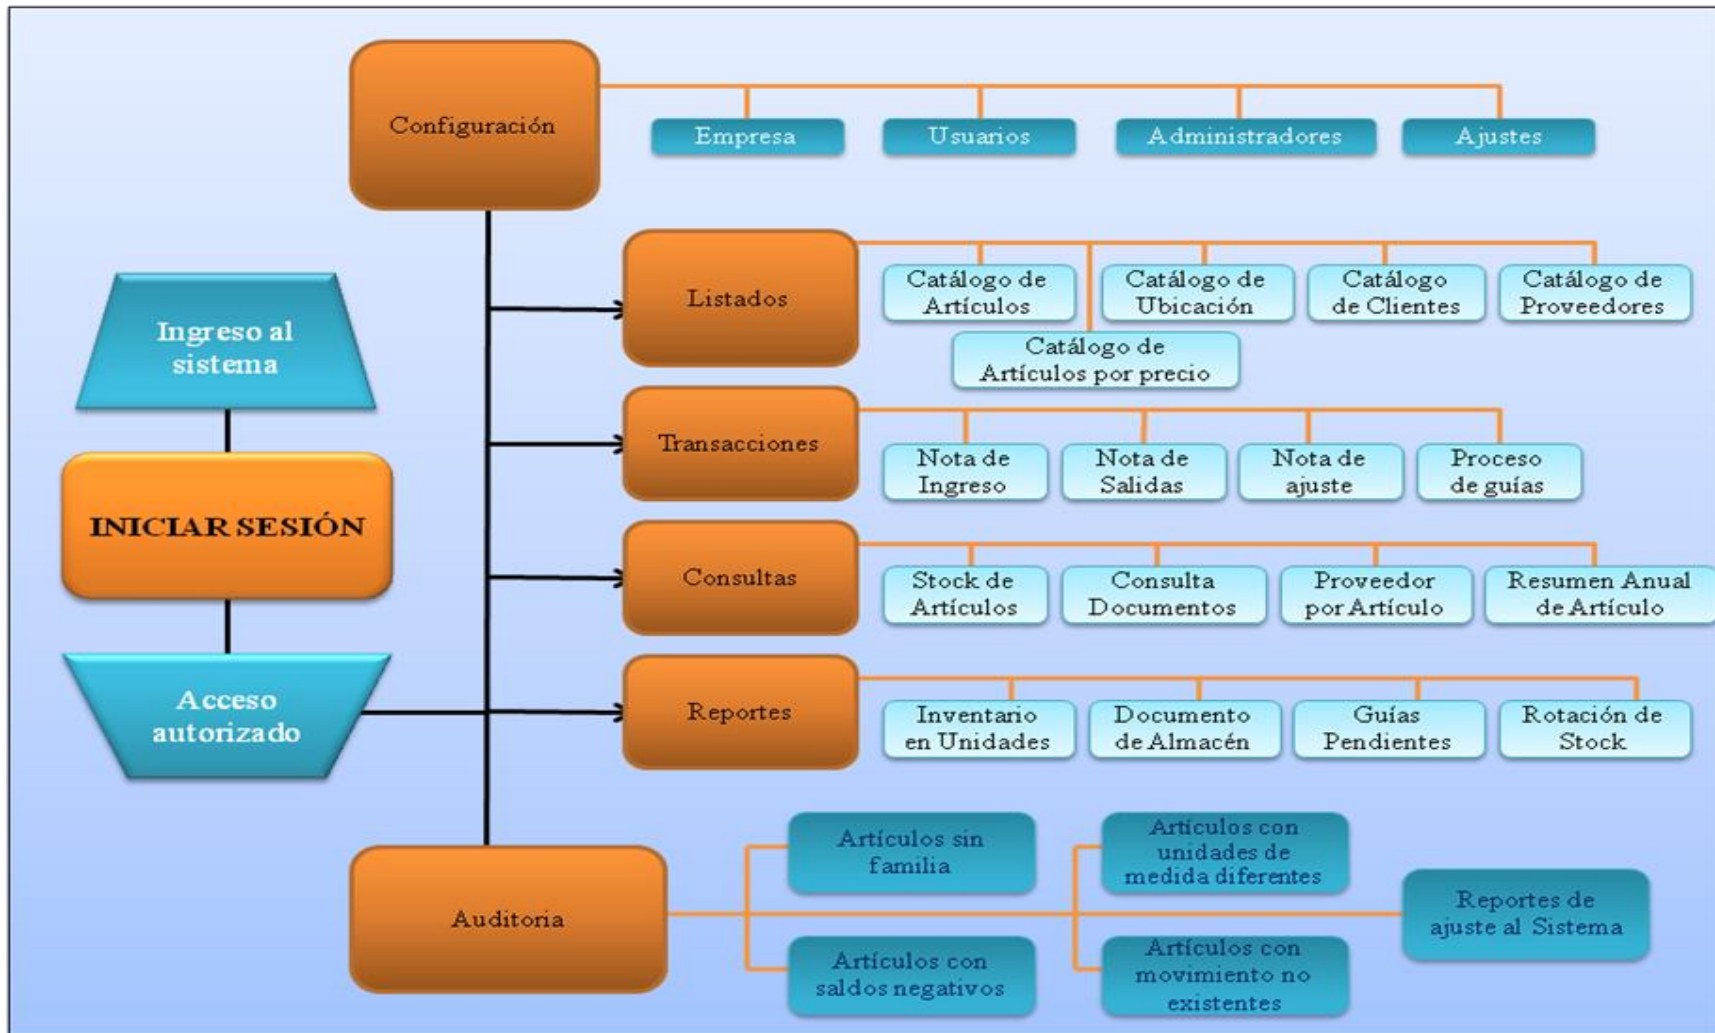 Configuración
Empresa
Usuarios
Administradores
Ajustes
Ingreso al
sistema
INICIAR SESIÓN
Acceso
autorizado
Listados
Catálogo de
Artículos
Catálogo de
Ubicación
Catálogo
de Clientes
Catálogo de
Proveedores
Catálogo de
Artículos por precio
Transacciones
Nota de
Ingreso
Nota de
Salidas
Nota de
ajuste
Proceso
de guías
Consultas
Stock de
Artículos
Consulta
Documentos
Proveedor
por Artículo
Resumen Anual
de Artículo
Reportes
Inventario
en Unidades
Documento
de Almacén
Guías
Pendientes
Rotación de
Stock
Auditoria
Artículos sin
familia
Artículos con
unidades de
medida diferentes
Artículos con
saldos negativos
Artículos con
movimiento no
existentes
Reportes de
ajuste al Sistema